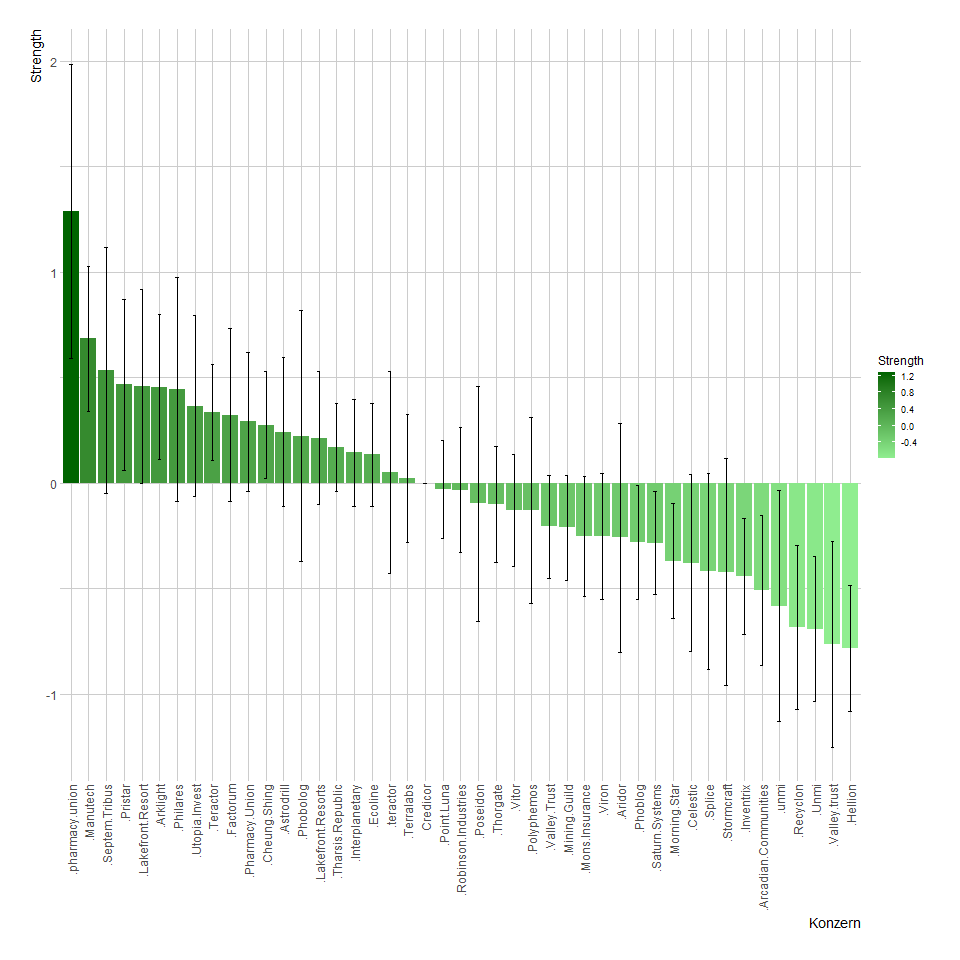 Strength
2
1
0
-1
.pharmacy.union
.Manutech
.Septem.Tribus
.Pristar
.Lakefront.Resort
.Arklight
.Philares
.Utopia.Invest
.Teractor
.Factorum
.Pharmacy.Union
.Cheung.Shing
.Astrodrill
.Phobolog
.Lakefront.Resorts
.Tharsis.Republic
.Interplanetary
.Ecoline
.teractor
.Terralabs
Credicor
.Point.Luna
.Robinson.Industries
.Poseidon
.Thorgate
.Vitor
.Polyphemos
.Valley.Trust
.Mining.Guild
.Mons.Insurance
.Viron
.Aridor
.Phoblog
.Saturn.Systems
.Morning.Star
.Celestic
.Splice
.Stormcraft
.Inventrix
.Arcadian.Communities
.unmi
.Recyclon
.Unmi
.Valley.trust
.Hellion
Konzern
Strength
1.2
0.8
0.4
0.0
-0.4